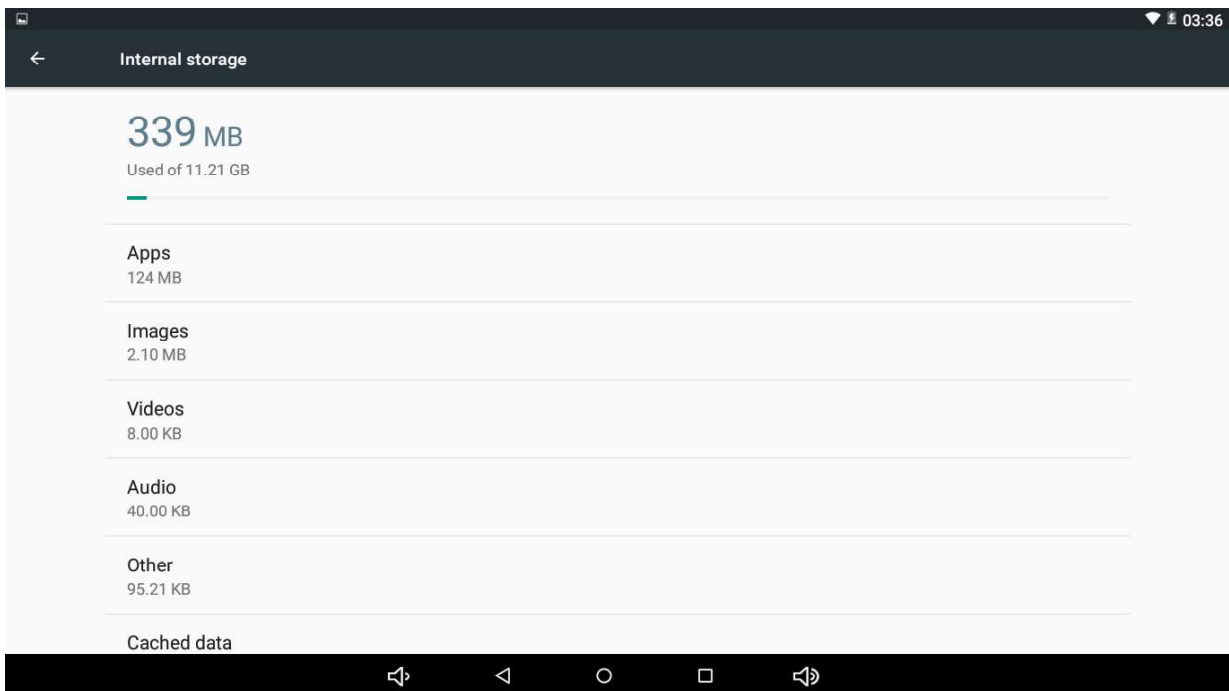 03:36
Internal storage
339 MB
Used of 11.21 GB
Apps
124 MB
Images
2.10 MB
Videos
8.00 KB
Audio
40.00 KB
Other
95.21 KB
Cached data